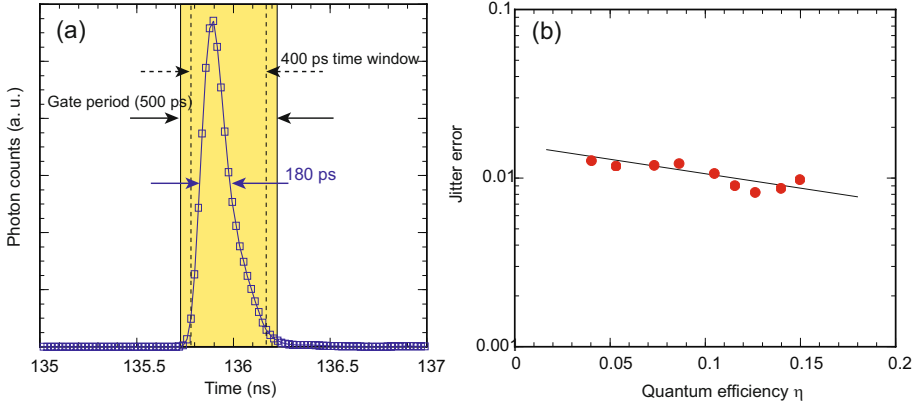 (a)
400 ps time window
Gate period (500 ps)
180 ps
Photon counts (a. u.)
135
135.5
136
136.5
137
Time (ns)
(b)
0.1
0.01
0.001
Jitter error
0
0.05
0.1
0.15
0.2
Quantum efficiency η